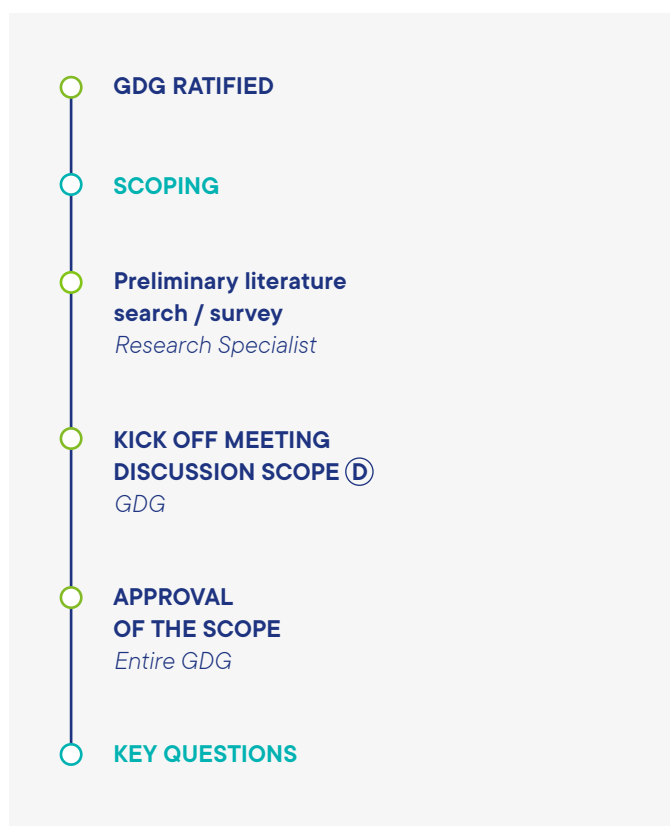 GDG RATIFIED
SCOPING
Preliminary literature
search / survey
Research Specialist
KICK OFF MEETING
DISCUSSION SCOPE Ⓓ
GDG
APPROVAL
OF THE SCOPE
Entire GDG
KEY QUESTIONS